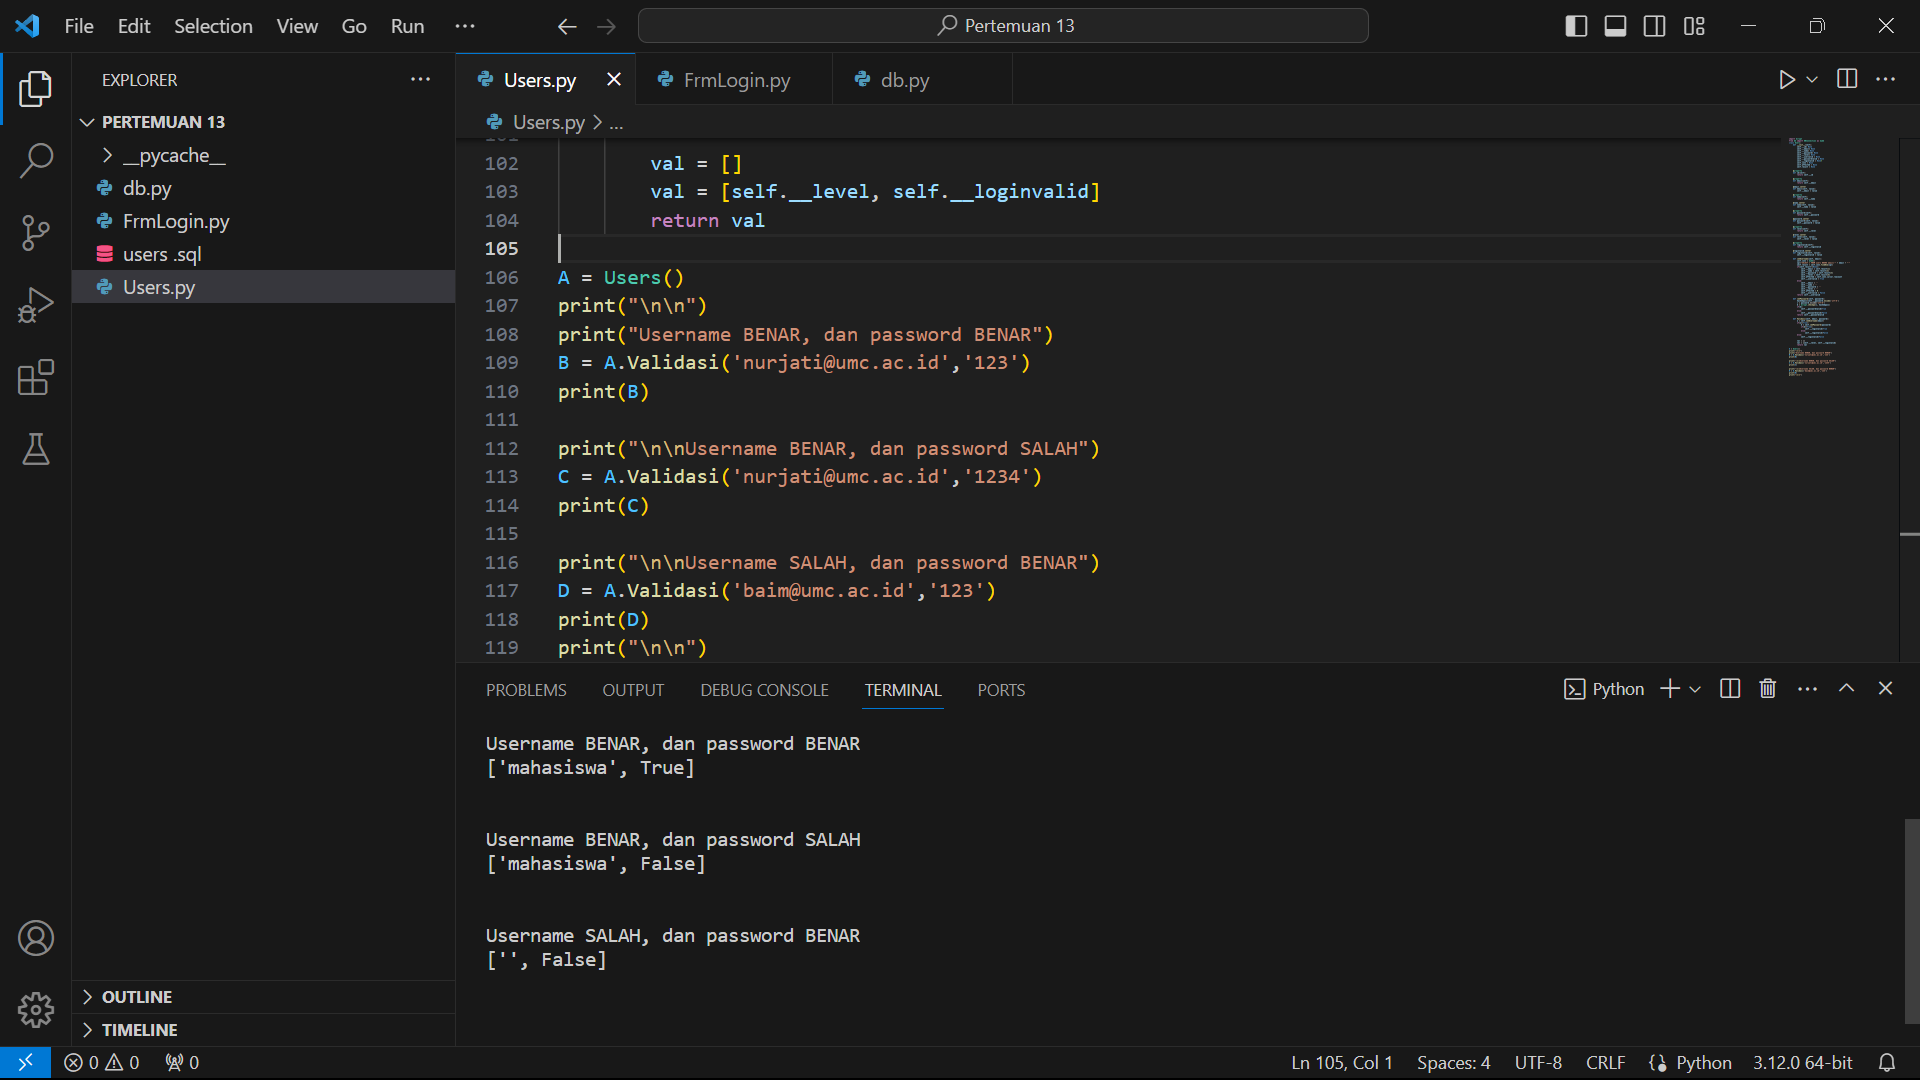 File Edit Selection View Go Run ···
Pertemuan 13
EXPLORER
PERTEMUAN 13
__pycache__
db.py
FrmLogin.py
users .sql
Users.py
OUTLINE
TIMELINE
Users.py FrmLogin.py db.py
Users.py > ...
102 val = []
103 val = [self.__level, self.__loginvalid]
104 return val
105
106 A = Users()
107 print("\n\n")
108 print("Username BENAR, dan password BENAR")
109 B = A.Validasi('nurjati@umc.ac.id','123')
110 print(B)
111
112 print("\n\nUsername BENAR, dan password SALAH")
113 C = A.Validasi('nurjati@umc.ac.id','1234')
114 print(C)
115
116 print("\n\nUsername SALAH, dan password BENAR")
117 D = A.Validasi('baim@umc.ac.id','123')
118 print(D)
119 print("\n\n")
PROBLEMS OUTPUT DEBUG CONSOLE TERMINAL PORTS
Python
Username BENAR, dan password BENAR
['mahasiswa', True]
Username BENAR, dan password SALAH
['mahasiswa', False]
Username SALAH, dan password BENAR
['', False]
0 0 0
Ln 105, Col 1 Spaces: 4 UTF-8 CRLF Python 3.12.0 64-bit